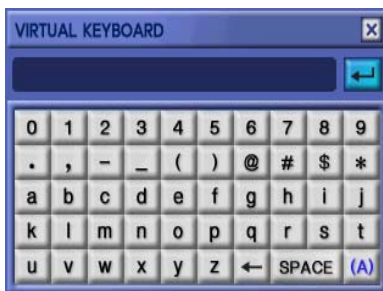 VIRTUAL KEYBOARD X
0 1 2 3 4 5 6 7 8 9
. , - _ ( ) @ # $ *
a b c d e f g h i j
k l m n o p q r s t
u v w x y z ← SPACE (A)